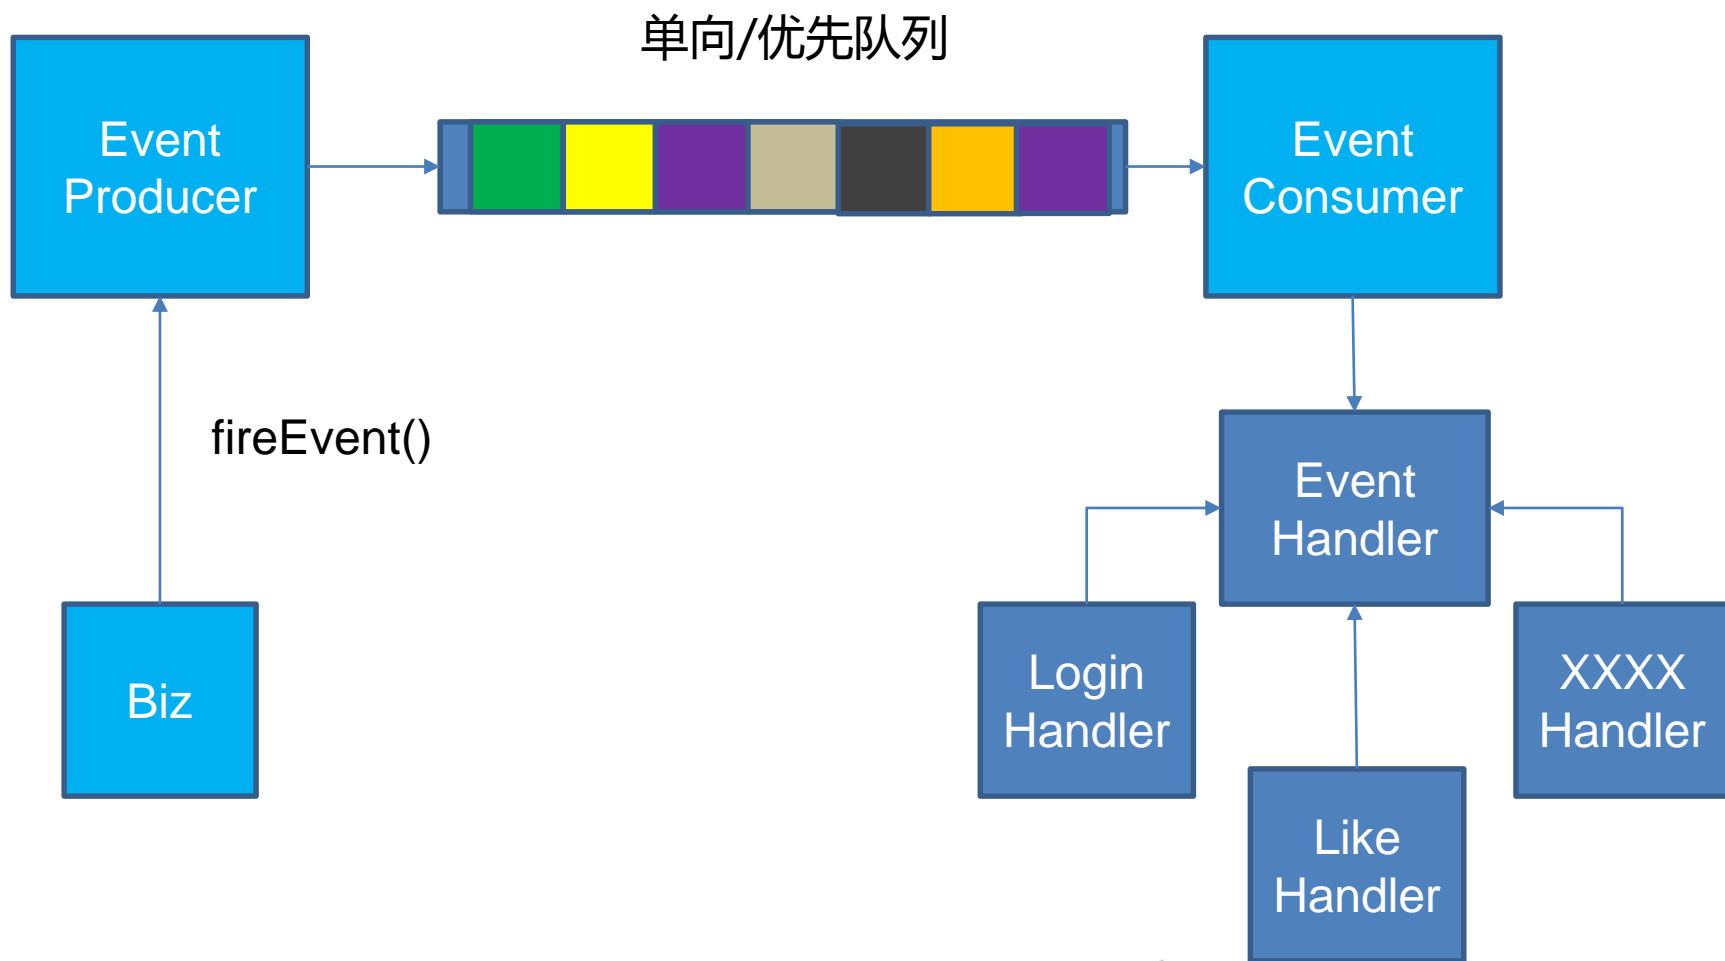 单向/优先队列
Event
Producer
Event
Consumer
fireEvent()
Event
Handler
Biz
Login
Handler
XXXX
Handler
Like
Handler